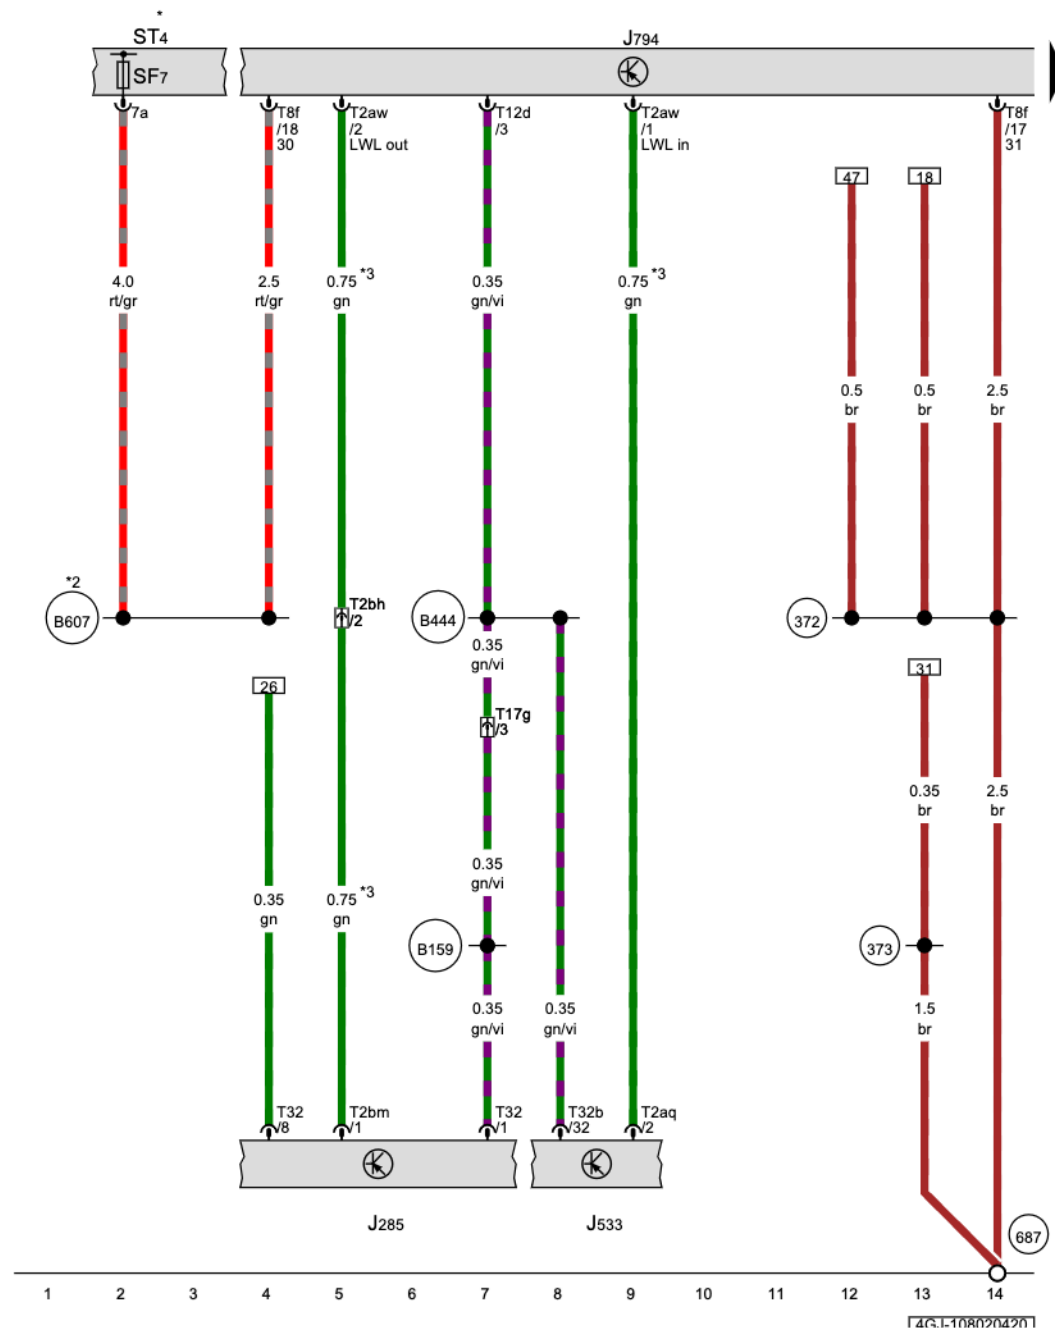 *
ST4
J794
SF7
7a
T8f
/18
30
T2aw
/2
LWL out
T12d
/3
T2aw
/1
LWL in
T8f
/17
31
47
18
4.0
rt/gr
2.5
rt/gr
0.75 *3
gn
0.35
gn/vi
0.75 *3
gn
0.5
br
0.5
br
2.5
br
*2
B607
T2bh
/2
B444
372
0.35
gn/vi
26
31
T17g
/3
0.35
br
2.5
br
0.35
gn
0.75 *3
gn
0.35
gn/vi
B159
373
0.35
gn/vi
0.35
gn/vi
1.5
br
T32
/8
T2bm
/1
T32
/1
T32b
/32
T2aq
/2
J285
J533
687
1 2 3 4 5 6 7 8 9 10 11 12 13 14
4GJ-108020420